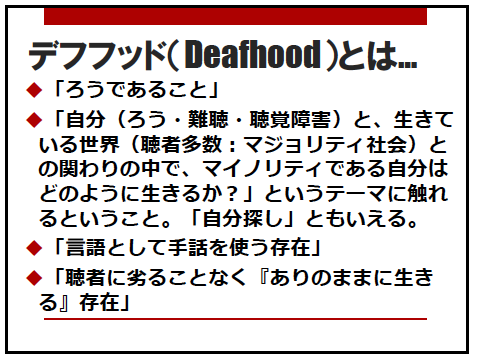 デフフッド（Deafhood）とは…
◆「ろうであること」
◆「自分（ろう・難聴・聴覚障害）と、生きて
いる世界（聴者多数：マジョリティ社会）と
の関わりの中で、マイノリティである自分は
どのように生きるか？」というテーマに触れ
るということ。「自分探し」ともいえる。
◆「言語として手話を使う存在」
◆「聴者に劣ることなく『ありのままに生き
る』存在」